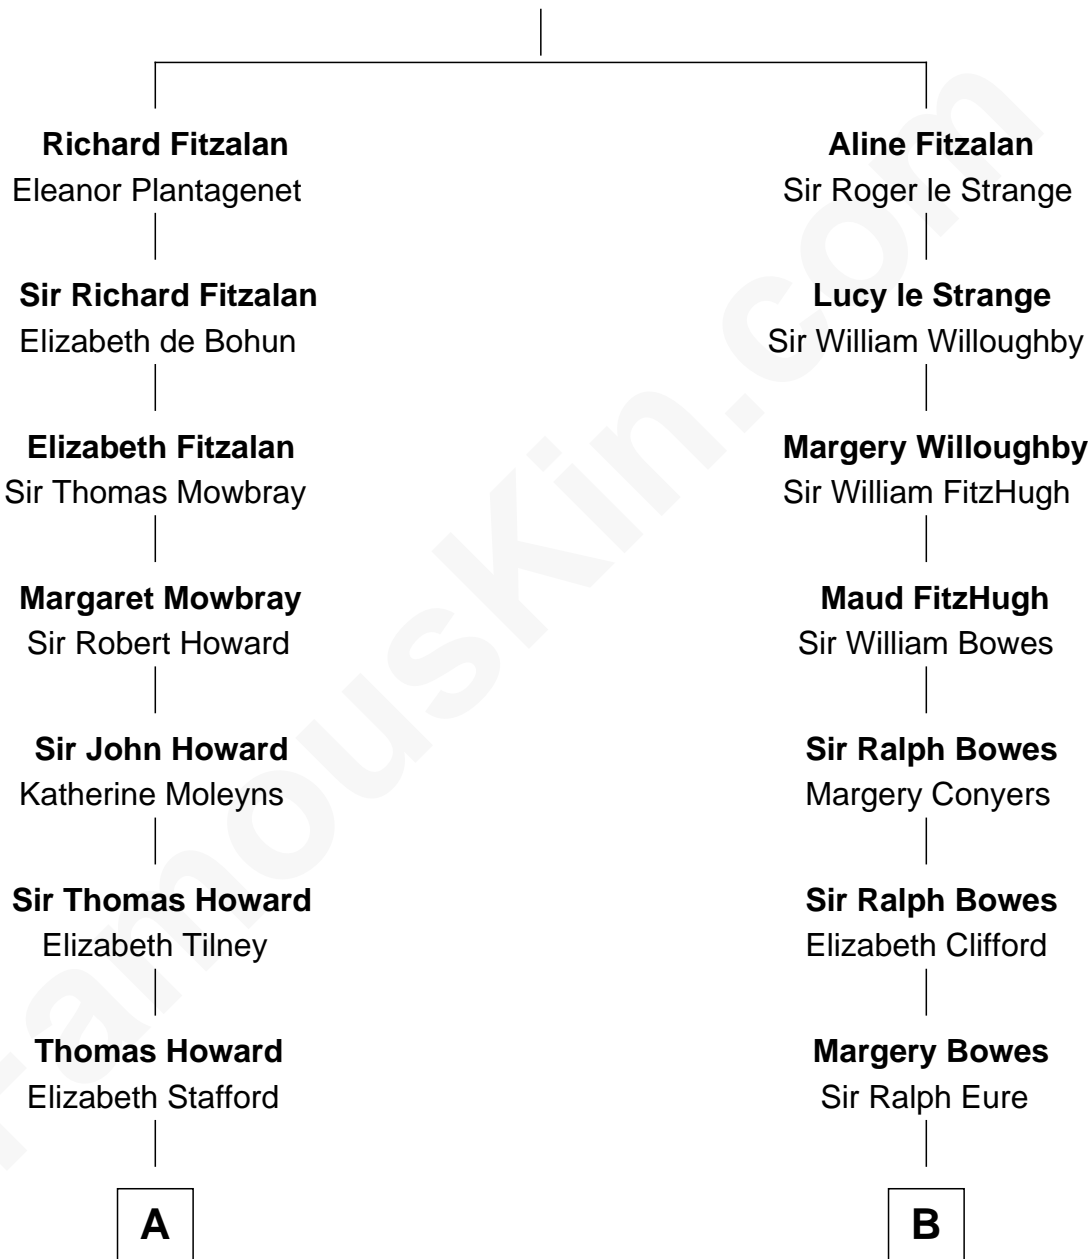 Richard Fitzalan
Eleanor Plantagenet
Sir Richard Fitzalan
Elizabeth de Bohun
Elizabeth Fitzalan
Sir Thomas Mowbray
Margaret Mowbray
Sir Robert Howard
Sir John Howard
Katherine Moleyns
Sir Thomas Howard
Elizabeth Tilney
Thomas Howard
Elizabeth Stafford
A
Aline Fitzalan
Sir Roger le Strange
Lucy le Strange
Sir William Willoughby
Margery Willoughby
Sir William FitzHugh
Maud FitzHugh
Sir William Bowes
Sir Ralph Bowes
Margery Conyers
Sir Ralph Bowes
Elizabeth Clifford
Margery Bowes
Sir Ralph Eure
B
FamousKin.com